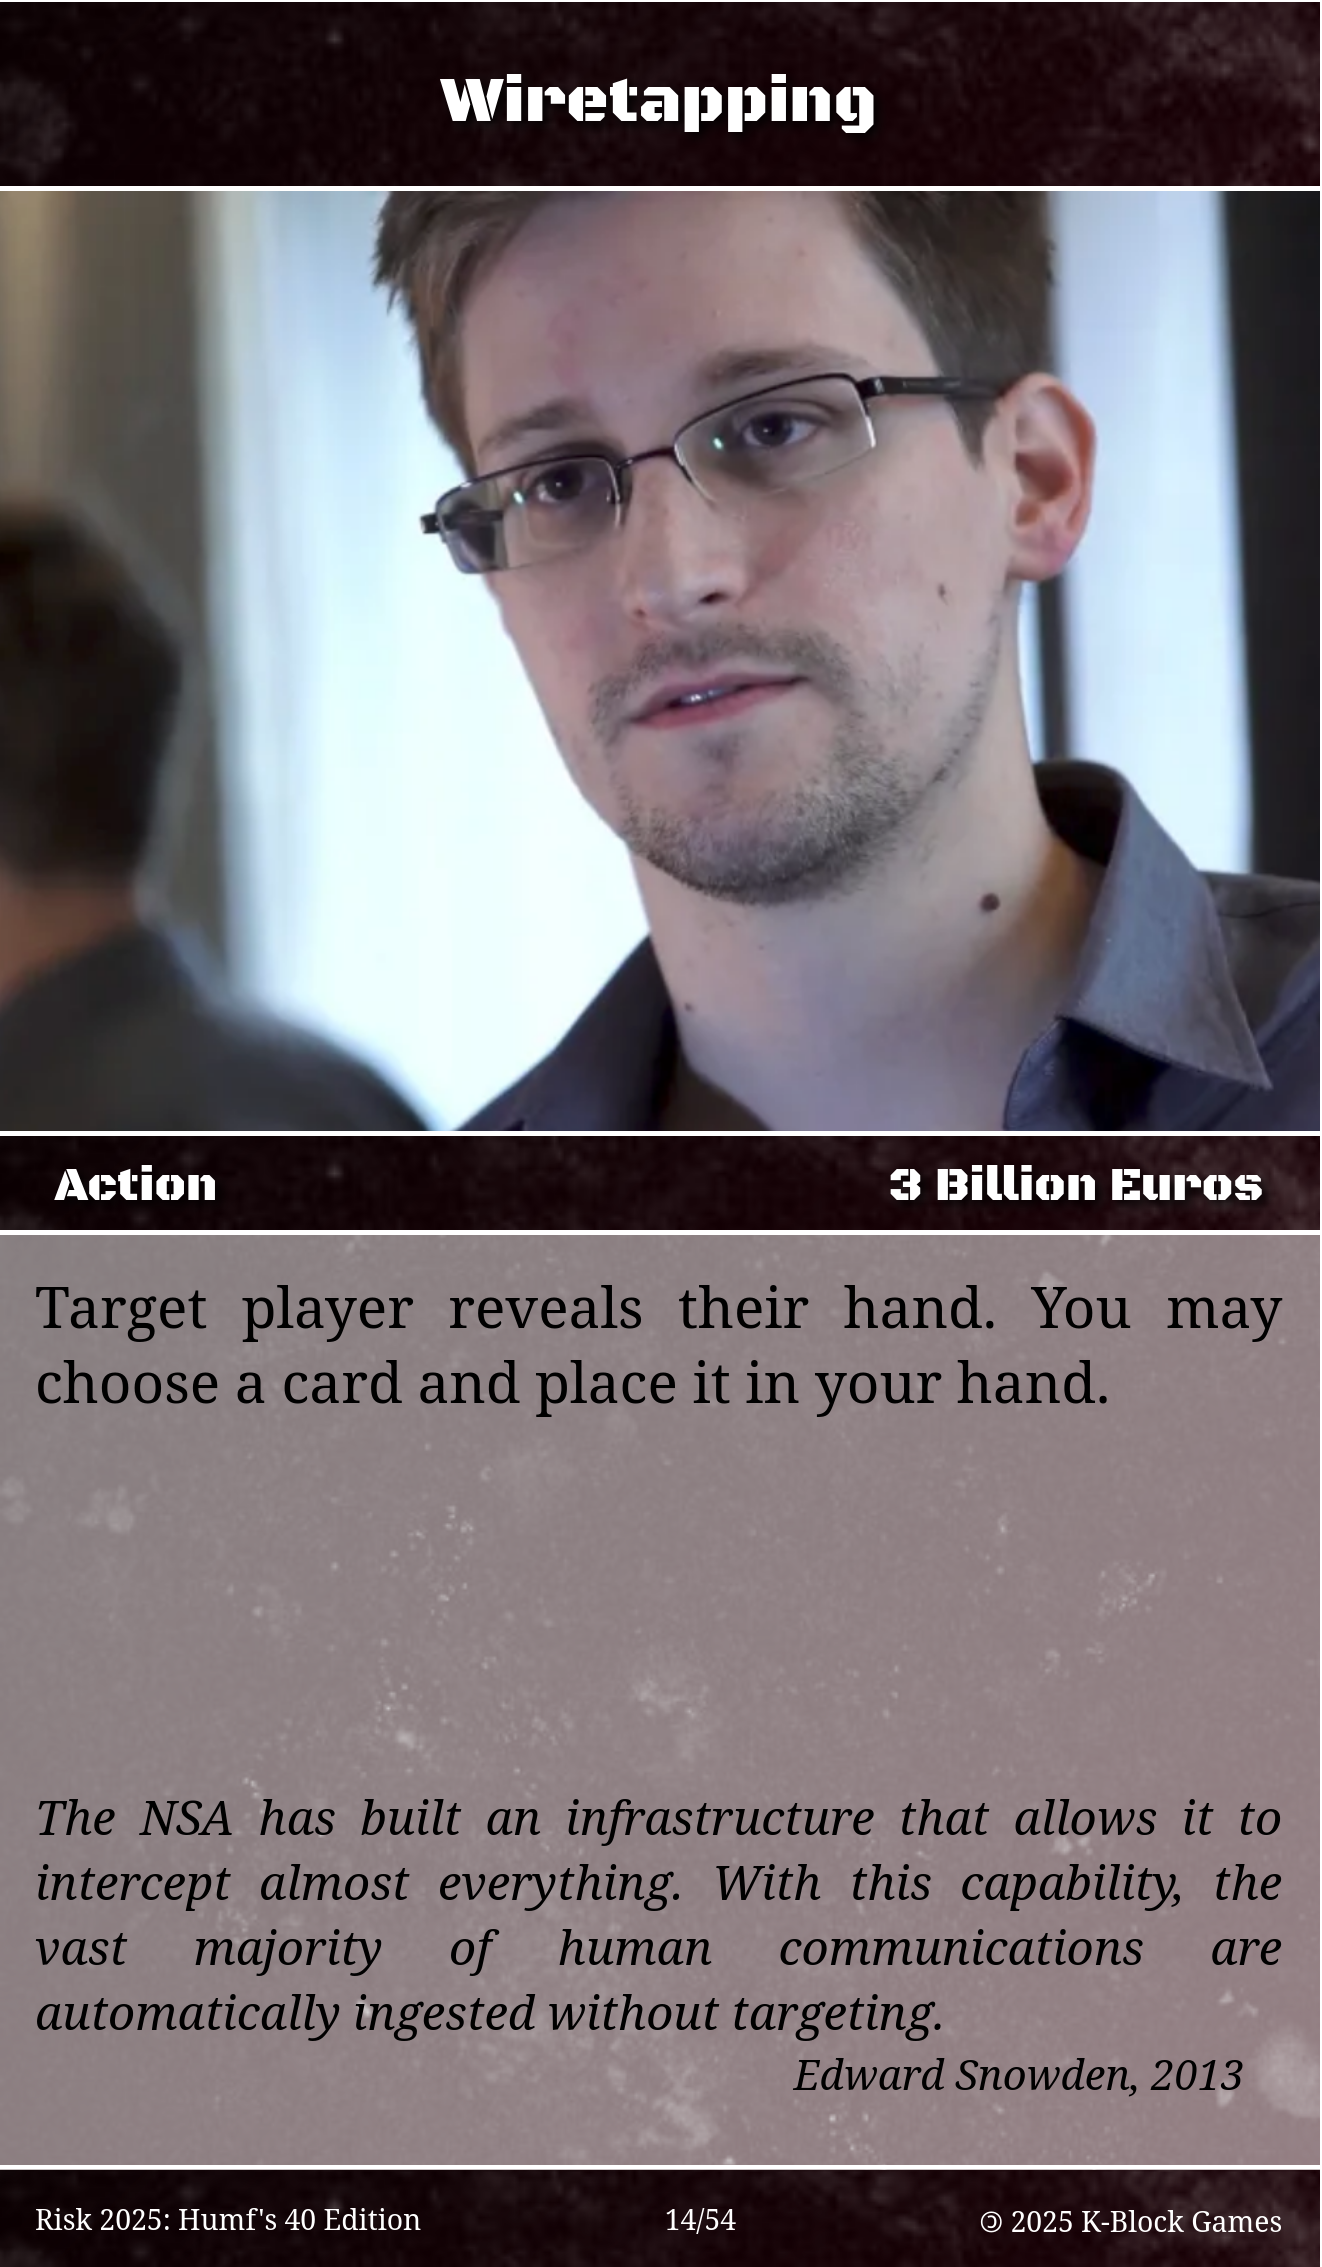 Wiretapping
Action
3 Billion Euros
Target player reveals their hand. You may
choose a card and place it in your hand.
The NSA has built an infrastructure that allows it to
intercept almost everything. With this capability, the
vast majority of human communications are
automatically ingested without targeting.
Edward Snowden, 2013
Risk 2025: Humf's 40 Edition
14/54
🄯 2025 K-Block Games